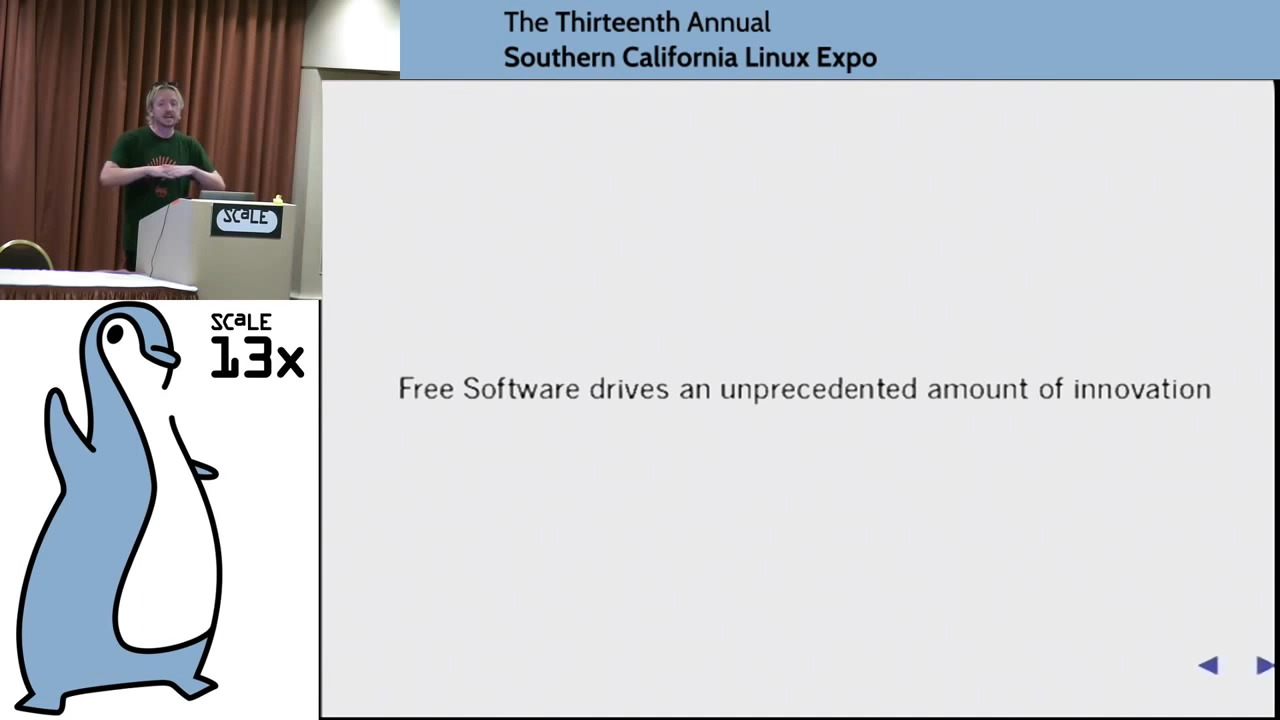 The Thirteenth Annual
Southern California Linux Expo
SCaLE
SCaLE
13x
Free Software drives an unprecedented amount of innovation